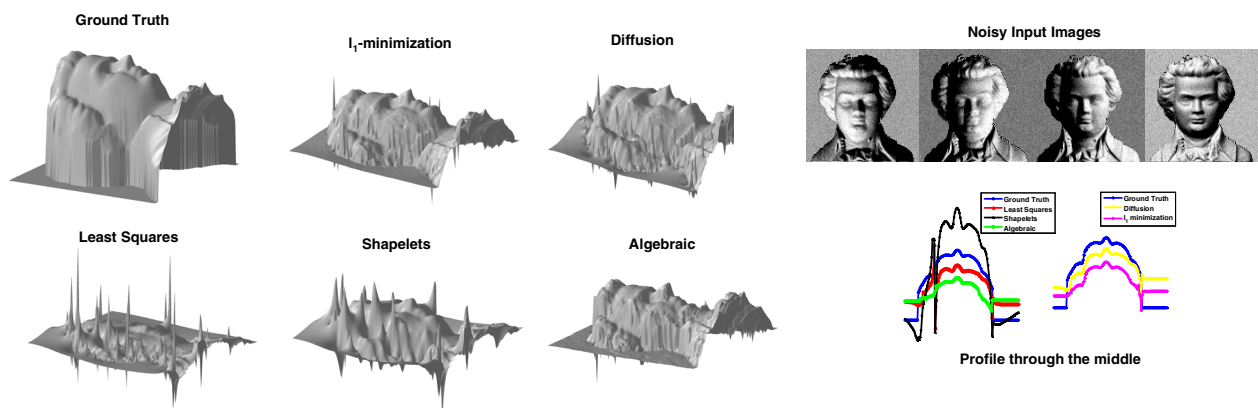 Ground Truth
l1-minimization
Diffusion
Least Squares
Shapelets
Algebraic
Noisy Input Images
Ground Truth
Least Squares
Shapelets
Algebraic
Ground Truth
Diffusion
l1 minimization
Profile through the middle